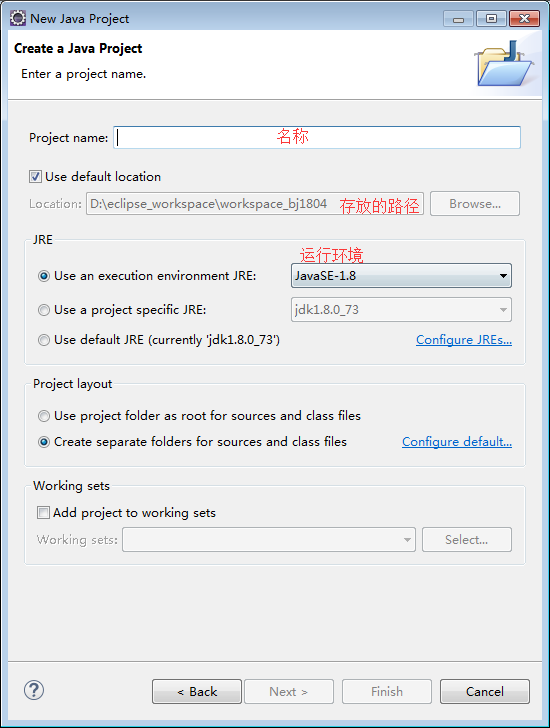 New Java Project
Create a Java Project
Enter a project name.
Project name: 名称
Use default location
Location: D:\eclipse_workspace\workspace_bj1804 存放的路径 Browse...
JRE
运行环境
Use an execution environment JRE: JavaSE-1.8
Use a project specific JRE: jdk1.8.0_73
Use default JRE (currently 'jdk1.8.0_73') Configure JREs...
Project layout
Use project folder as root for sources and class files
Create separate folders for sources and class files Configure default...
Working sets
Add project to working sets
Working sets: Select...
? < Back Next > Finish Cancel